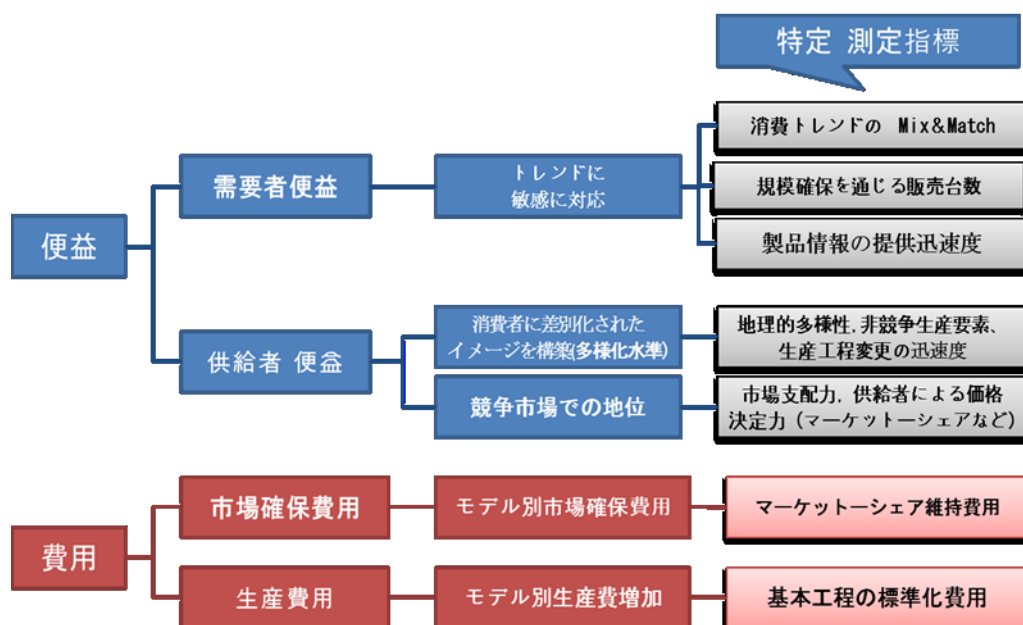 特定 測定指標
消費トレンドの Mix&Match
需要者便益
トレンドに
敏感に対応
規模確保を通じる販売台数
便益
製品情報の提供迅速度
供給者 便益
消費者に差別化された
イメージを構築(多様化水準)
地理的多様性, 非競争生産要素、
生産工程変更の迅速度
競争市場での地位
市場支配力, 供給者による価格
決定力 (マーケットーシェアなど)
市場確保費用
モデル別市場確保費用
マーケットーシェア維持費用
費用
生産費用
モデル別生産費増加
基本工程の標準化費用